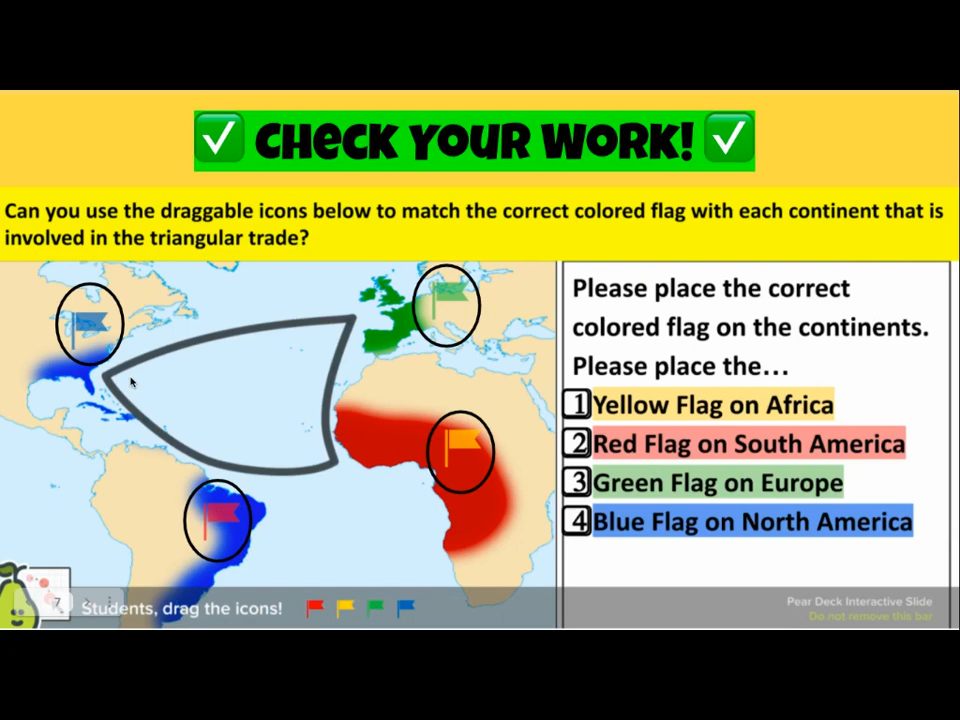 CHECK YOUR WORK!
Can you use the draggable icons below to match the correct colored flag with each continent that is
involved in the triangular trade?
Please place the correct
colored flag on the continents.
Please place the...
1 Yellow Flag on Africa
2 Red Flag on South America
3 Green Flag on Europe
4 Blue Flag on North America
7
Students, drag the icons!
Pear Deck Interactive Slide
Do not remove this bar